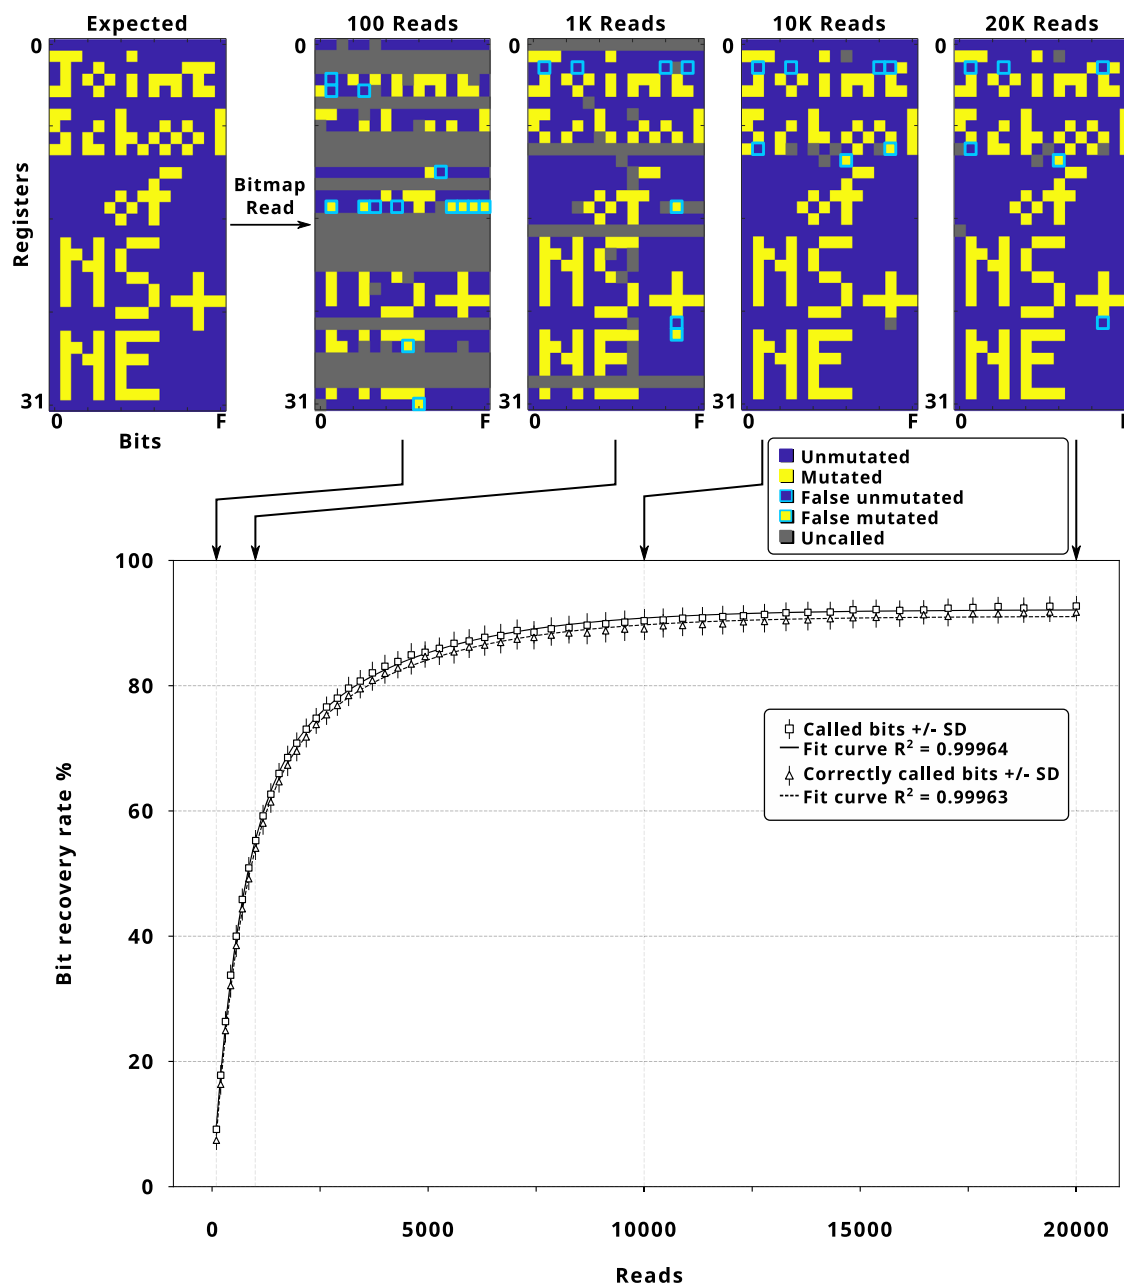 Expected 100 Reads 1K Reads 10K Reads 20K Reads
0 0 0 0 0
Registers
Bitmap
Read
31 31 31 31 31
0 F 0 F 0 F 0 F 0 F
Bits
Unmutated
Mutated
False unmutated
False mutated
Uncalled
100
80
60
40
20
0
Bit recovery rate %
Called bits +/- SD
Fit curve R² = 0.99964
Correctly called bits +/- SD
Fit curve R² = 0.99963
0 5000 10000 15000 20000
Reads